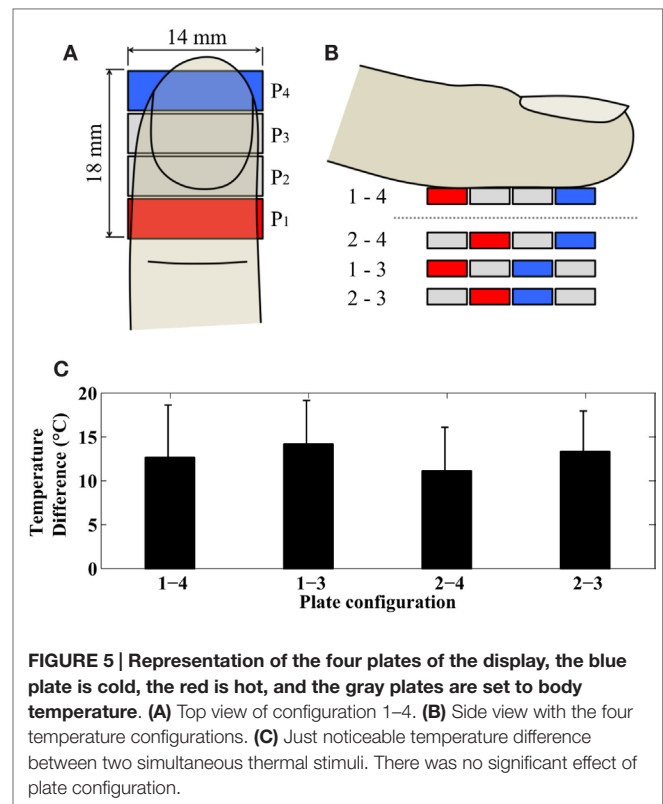 14 mm
A
B
P4
P3
18 mm
P2
P1
1 - 4
2 - 4
1 - 3
2 - 3
C
20
15
10
5
0
Temperature
Difference (°C)
1−4 1−3 2−4 2−3
Plate configuration
FIGURE 5 | Representation of the four plates of the display, the blue
plate is cold, the red is hot, and the gray plates are set to body
temperature. (A) Top view of configuration 1–4. (B) Side view with the four
temperature configurations. (C) Just noticeable temperature difference
between two simultaneous thermal stimuli. There was no significant effect of
plate configuration.